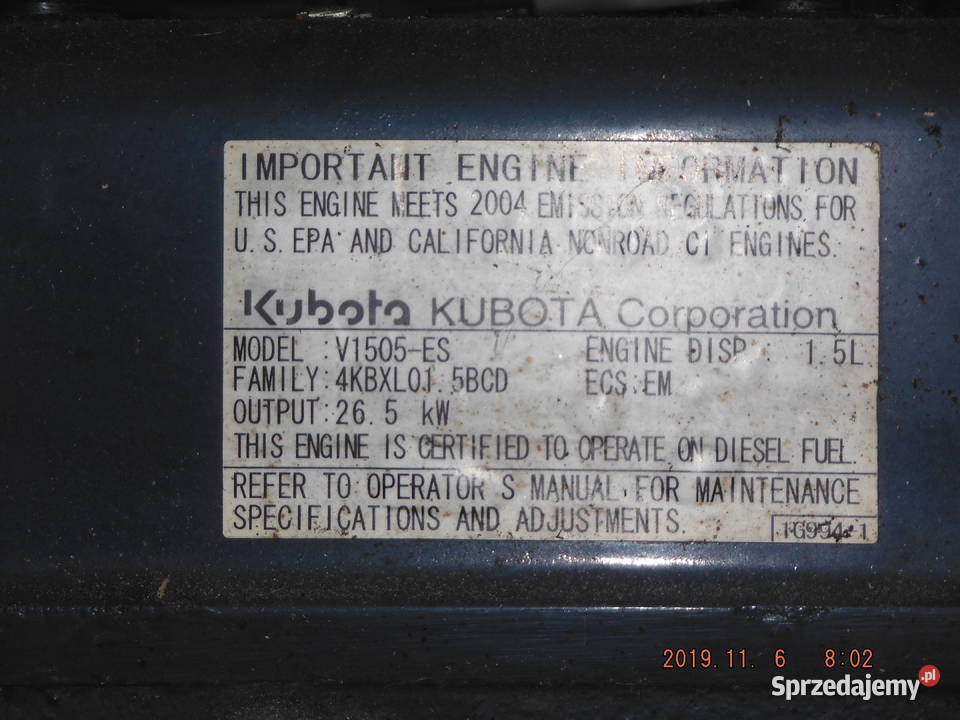 IMPORTANT ENGINE INFORMATION
THIS ENGINE MEETS 2004 EMISSION REGULATIONS FOR
U.S. EPA AND CALIFORNIA NONROAD CI ENGINES.
Kubota KUBOTA Corporation
MODEL :V1505-ES ENGINE DISP : 1.5L
FAMILY:4KBXL01.5BCD ECS:EM
OUTPUT:26.5 kW
THIS ENGINE IS CERTIFIED TO OPERATE ON DIESEL FUEL.
REFER TO OPERATOR'S MANUAL FOR MAINTENANCE
SPECIFICATIONS AND ADJUSTMENTS.
2019.11. 6 8:02
Sprzedajemy.pl